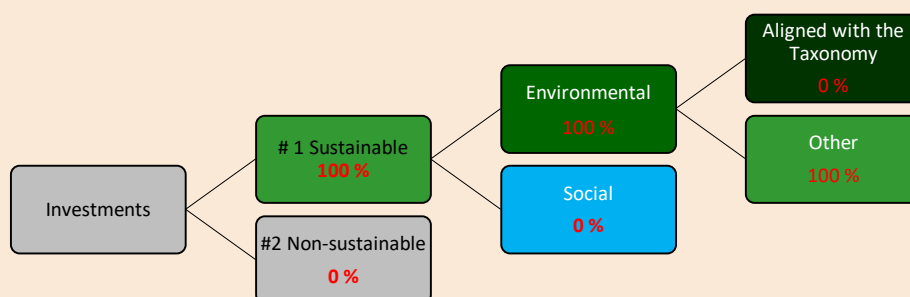 Investments
# 1 Sustainable
100 %
#2 Non-sustainable
0 %
Environmental
100 %
Social
0 %
Aligned with the
Taxonomy
0 %
Other
100 %